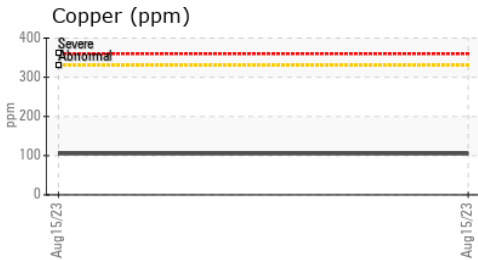 Copper (ppm)
400
Severe
Abnormal
300
200
ppm
100
0
Aug15/23
Aug15/23